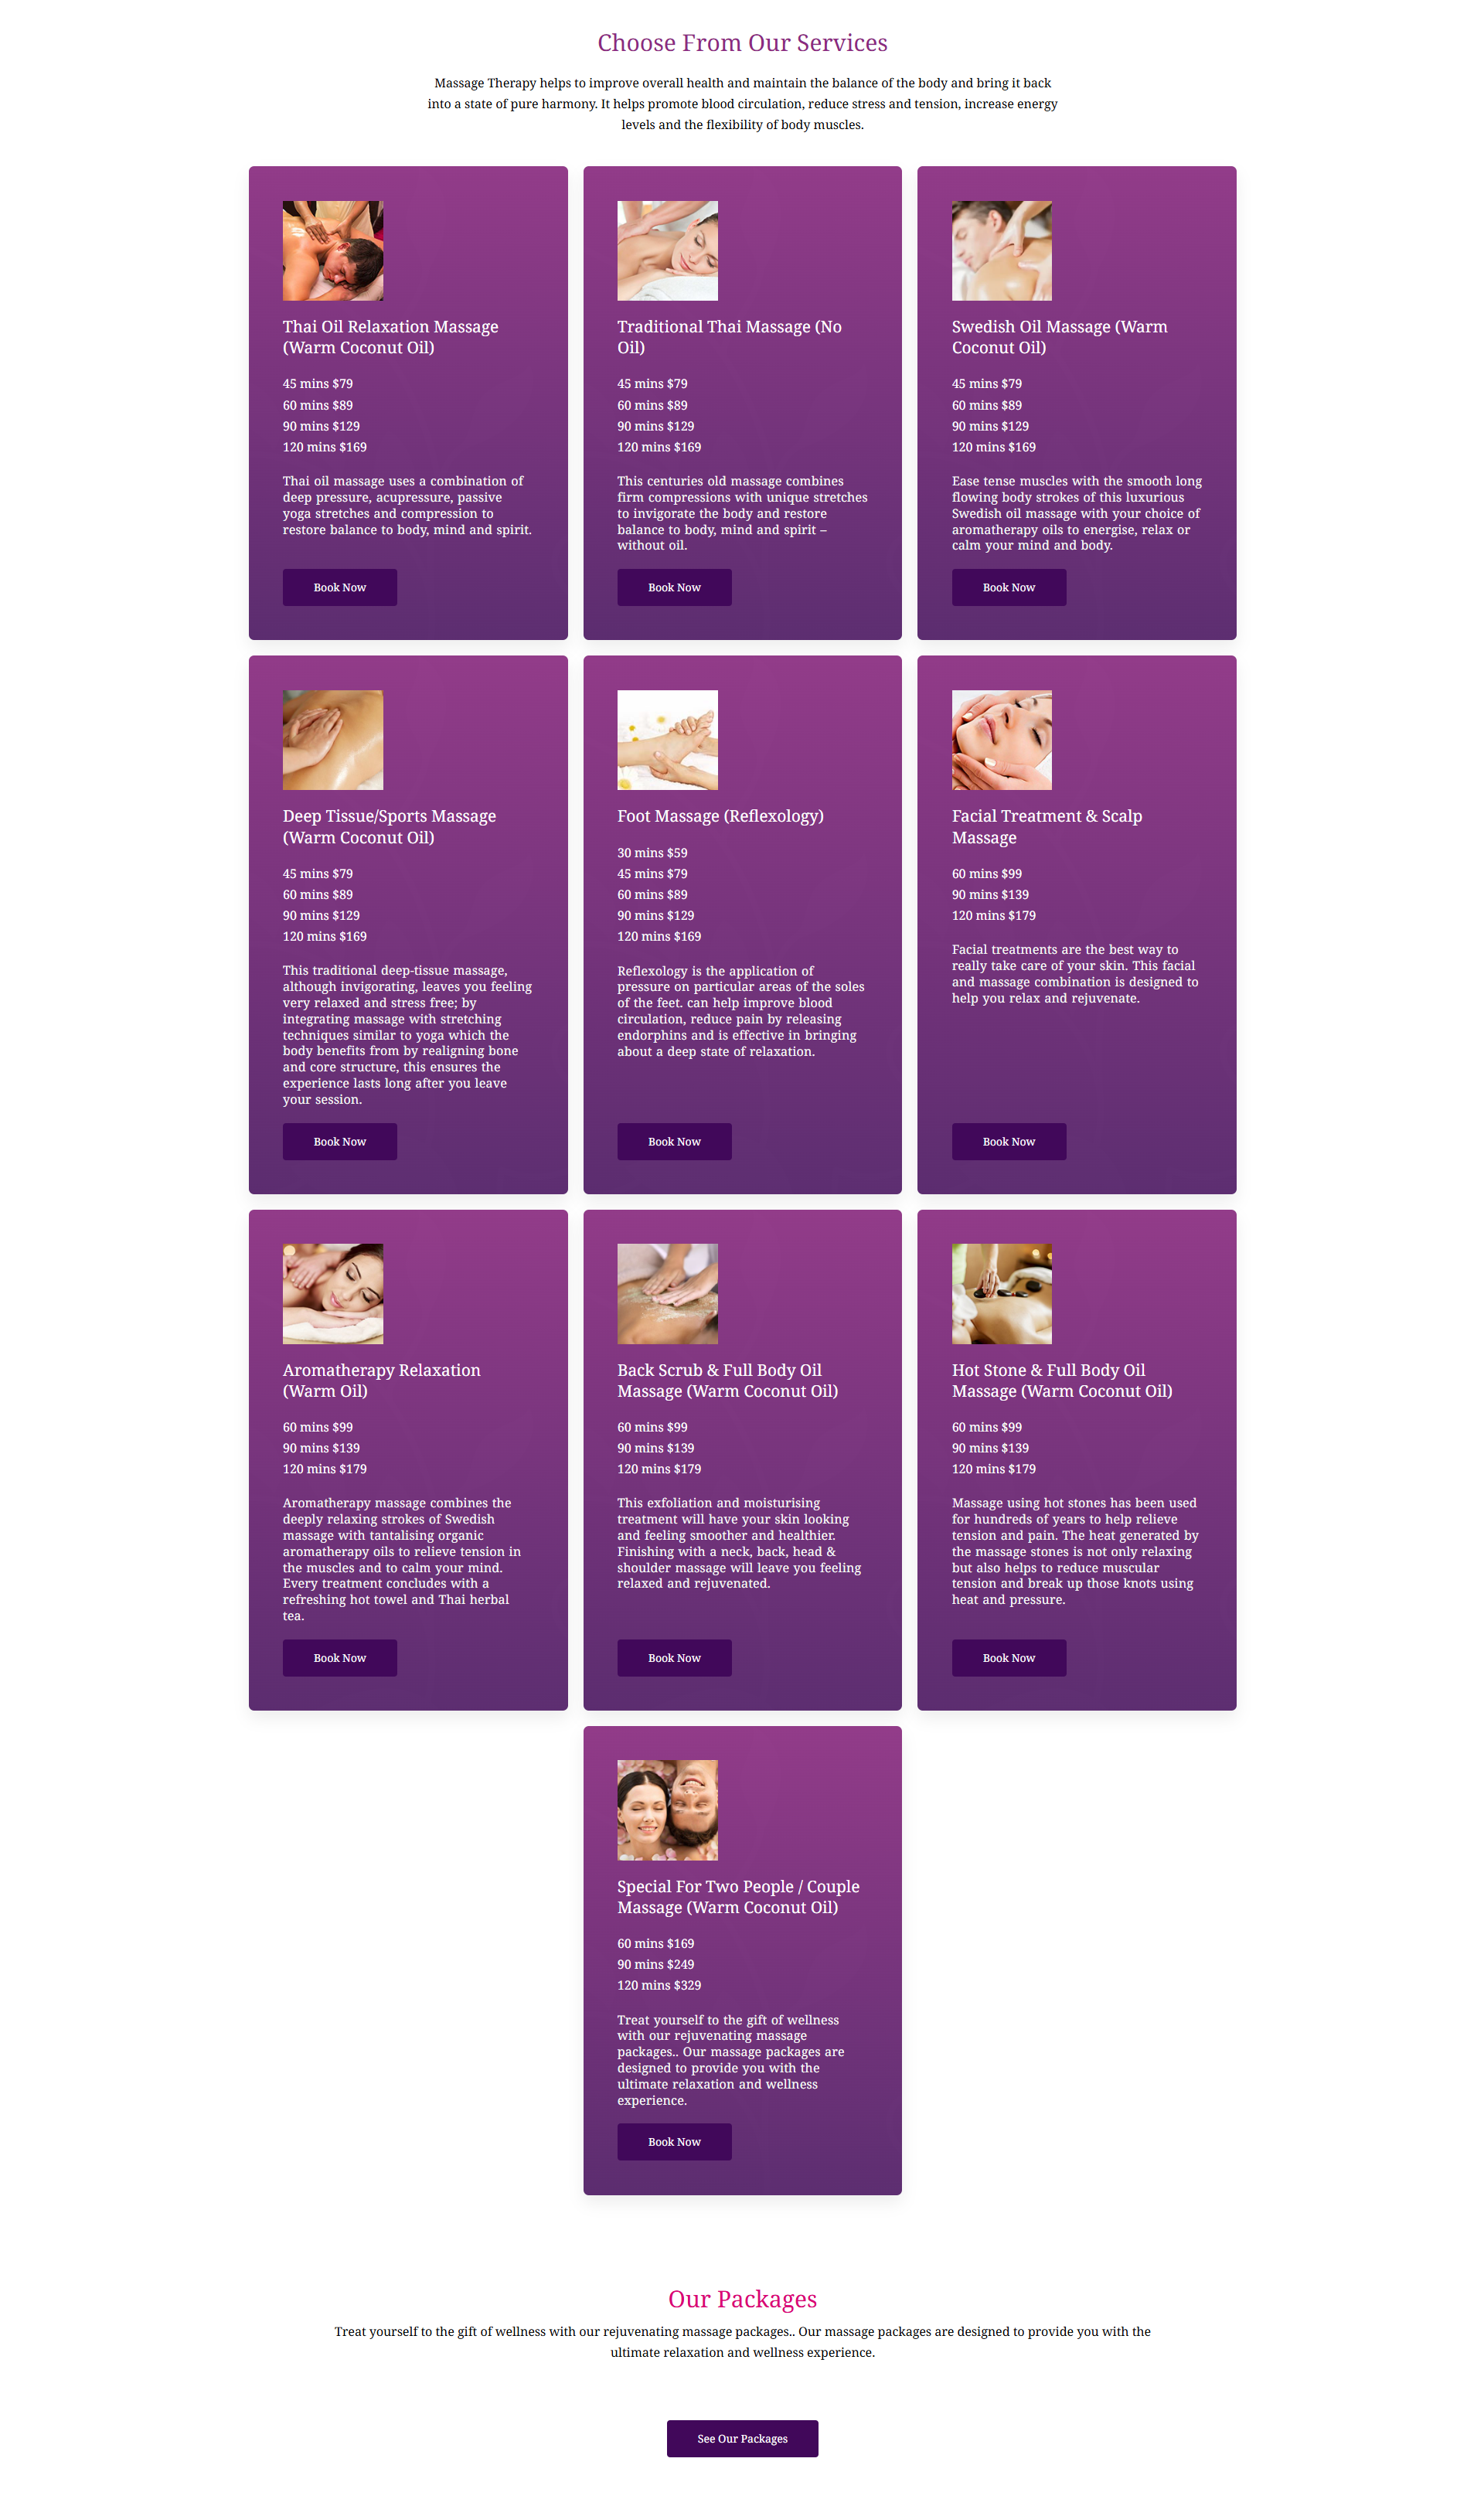 Choose From Our Services
Massage Therapy helps to improve overall health and maintain the balance of the body and bring it back
into a state of pure harmony. It helps promote blood circulation, reduce stress and tension, increase energy
levels and the flexibility of body muscles.
Thai Oil Relaxation Massage
(Warm Coconut Oil)
45 mins $79
60 mins $89
90 mins $129
120 mins $169
Thai oil massage uses a combination of
deep pressure, acupressure, passive
yoga stretches and compression to
restore balance to body, mind and spirit.
Book Now
Traditional Thai Massage (No
Oil)
45 mins $79
60 mins $89
90 mins $129
120 mins $169
This centuries old massage combines
firm compressions with unique stretches
to invigorate the body and restore
balance to body, mind and spirit –
without oil.
Book Now
Swedish Oil Massage (Warm
Coconut Oil)
45 mins $79
60 mins $89
90 mins $129
120 mins $169
Ease tense muscles with the smooth long
flowing body strokes of this luxurious
Swedish oil massage with your choice of
aromatherapy oils to energise, relax or
calm your mind and body.
Book Now
Deep Tissue/Sports Massage
(Warm Coconut Oil)
45 mins $79
60 mins $89
90 mins $129
120 mins $169
This traditional deep-tissue massage,
although invigorating, leaves you feeling
very relaxed and stress free; by
integrating massage with stretching
techniques similar to yoga which the
body benefits from by realigning bone
and core structure, this ensures the
experience lasts long after you leave
your session.
Book Now
Foot Massage (Reflexology)
30 mins $59
45 mins $79
60 mins $89
90 mins $129
120 mins $169
Reflexology is the application of
pressure on particular areas of the soles
of the feet. can help improve blood
circulation, reduce pain by releasing
endorphins and is effective in bringing
about a deep state of relaxation.
Book Now
Facial Treatment & Scalp
Massage
60 mins $99
90 mins $139
120 mins $179
Facial treatments are the best way to
really take care of your skin. This facial
and massage combination is designed to
help you relax and rejuvenate.
Book Now
Aromatherapy Relaxation
(Warm Oil)
60 mins $99
90 mins $139
120 mins $179
Aromatherapy massage combines the
deeply relaxing strokes of Swedish
massage with tantalising organic
aromatherapy oils to relieve tension in
the muscles and to calm your mind.
Every treatment concludes with a
refreshing hot towel and Thai herbal
tea.
Book Now
Back Scrub & Full Body Oil
Massage (Warm Coconut Oil)
60 mins $99
90 mins $139
120 mins $179
This exfoliation and moisturising
treatment will have your skin looking
and feeling smoother and healthier.
Finishing with a neck, back, head &
shoulder massage will leave you feeling
relaxed and rejuvenated.
Book Now
Hot Stone & Full Body Oil
Massage (Warm Coconut Oil)
60 mins $99
90 mins $139
120 mins $179
Massage using hot stones has been used
for hundreds of years to help relieve
tension and pain. The heat generated by
the massage stones is not only relaxing
but also helps to reduce muscular
tension and break up those knots using
heat and pressure.
Book Now
Special For Two People / Couple
Massage (Warm Coconut Oil)
60 mins $169
90 mins $249
120 mins $329
Treat yourself to the gift of wellness
with our rejuvenating massage
packages.. Our massage packages are
designed to provide you with the
ultimate relaxation and wellness
experience.
Book Now
Our Packages
Treat yourself to the gift of wellness with our rejuvenating massage packages.. Our massage packages are designed to provide you with the
ultimate relaxation and wellness experience.
See Our Packages